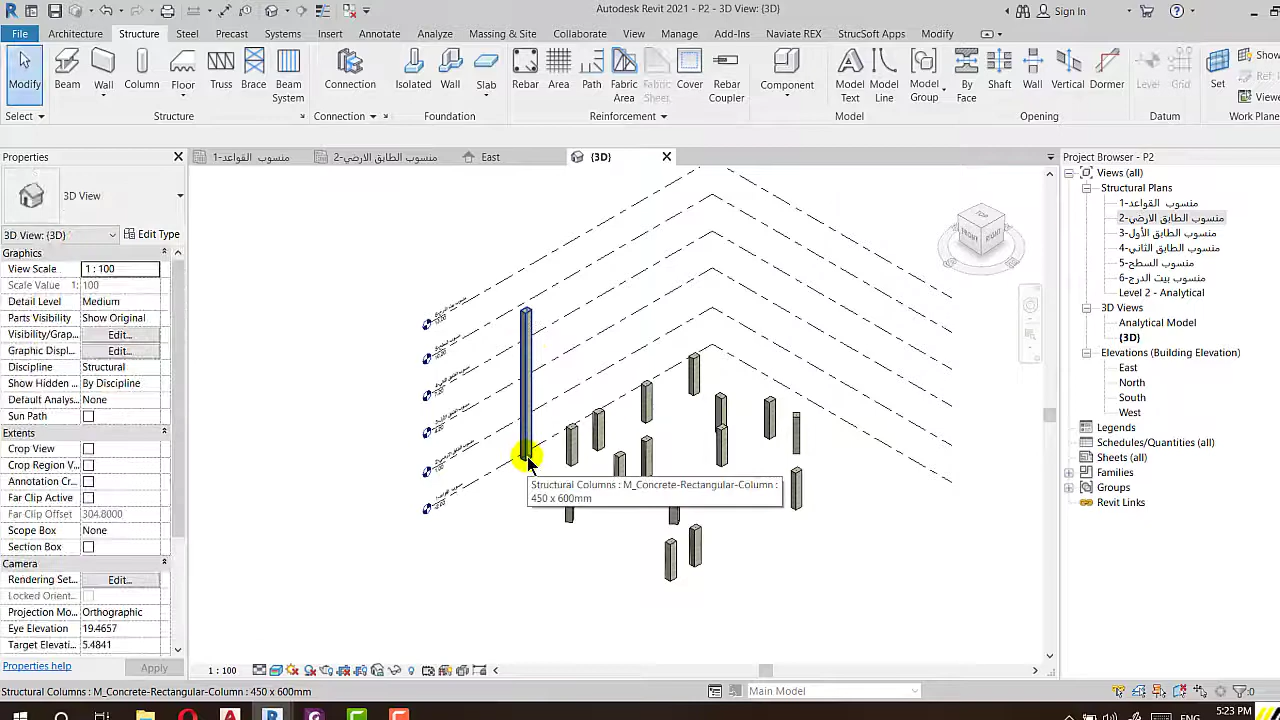 Autodesk Revit 2021 - P2 - 3D View: {3D}
Sign In
File
Architecture
Structure
Steel
Precast
Systems
Insert
Annotate
Analyze
Massing & Site
Collaborate
View
Manage
Add-Ins
Naviate REX
StrucSoft Apps
Modify
Modify
Beam
Wall
Column
Floor
Truss
Brace
Beam
System
Connection
Isolated
Wall
Slab
Rebar
Area
Path
Fabric
Area
Fabric
Sheet
Cover
Rebar
Coupler
Component
Model
Text
Model
Line
Model
Group
By
Face
Shaft
Wall
Vertical
Dormer
Level
Grid
Set
Show
Ref
Viewe
Select
Structure
Connection
Foundation
Reinforcement
Model
Opening
Datum
Work Plane
Properties
منسوب القواعد-1
منسوب الطابق الارضي-2
East
{3D}
Project Browser - P2
3D View
3D View: {3D}
Edit Type
Graphics
View Scale
1 : 100
Scale Value 1:
100
Detail Level
Medium
Parts Visibility
Show Original
Visibility/Grap...
Edit...
Graphic Displ...
Edit...
Discipline
Structural
Show Hidden ...
By Discipline
Default Analys...
None
Sun Path
Extents
Crop View
Crop Region V...
Annotation Cr...
Far Clip Active
Far Clip Offset
304.8000
Scope Box
None
Section Box
Camera
Rendering Set...
Edit...
Locked Orient...
Projection Mo...
Orthographic
Eye Elevation
19.4657
Target Elevati...
5.4841
Properties help
Apply
TOP
FRONT
RIGHT
Structural Columns : M_Concrete-Rectangular-Column :
450 x 600mm
Views (all)
Structural Plans
منسوب القواعد-1
منسوب الطابق الارضي-2
منسوب الطابق الأول-3
منسوب الطابق الثاني-4
منسوب السطح-5
منسوب بيت الدرج-6
Level 2 - Analytical
3D Views
Analytical Model
{3D}
Elevations (Building Elevation)
East
North
South
West
Legends
Schedules/Quantities (all)
Sheets (all)
Families
Groups
Revit Links
1 : 100
Structural Columns : M_Concrete-Rectangular-Column : 450 x 600mm
Main Model
:0
ENG
5:23 PM